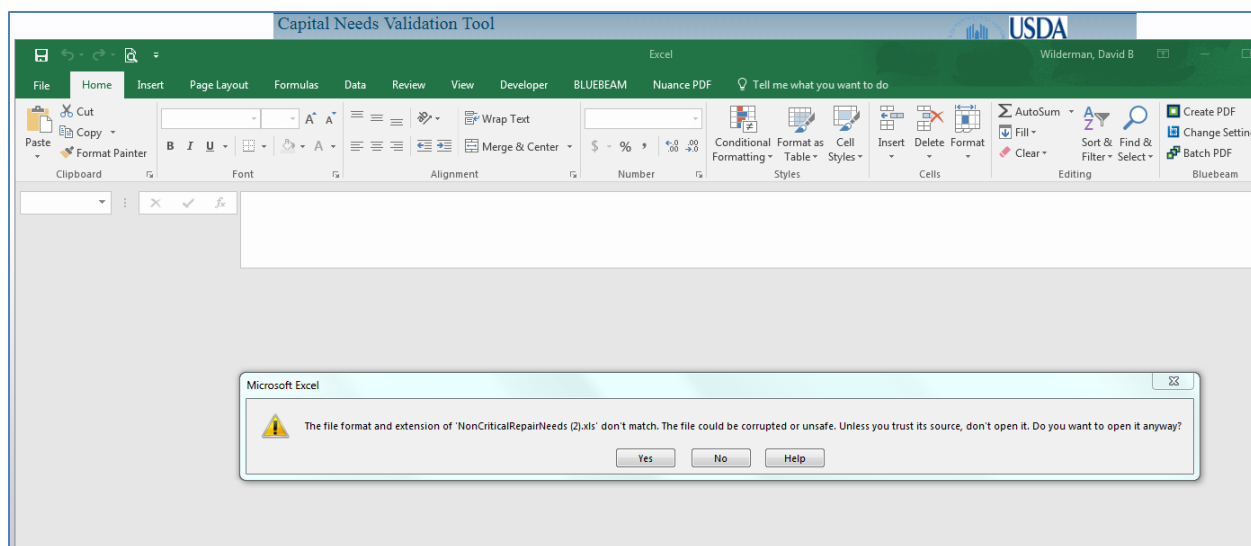 Capital Needs Validation Tool
USDA
Excel
Wilderman, David B
File Home Insert Page Layout Formulas Data Review View Developer BLUEBEAM Nuance PDF Tell me what you want to do
Cut
Copy
Format Painter
Paste
Clipboard
B I U
A A
A
Font
Wrap Text
Merge & Center
Alignment
$ % ,
.0 .00
.00 .0
Number
Conditional Formatting
Format as Table
Cell Styles
Styles
Insert
Delete
Format
Cells
AutoSum
Fill
Clear
Sort & Filter
Find & Select
Editing
Create PDF
Change Settin
Batch PDF
Bluebeam
fx
Microsoft Excel
The file format and extension of 'NonCriticalRepairNeeds (2).xls' don't match. The file could be corrupted or unsafe. Unless you trust its source, don't open it. Do you want to open it anyway?
Yes No Help